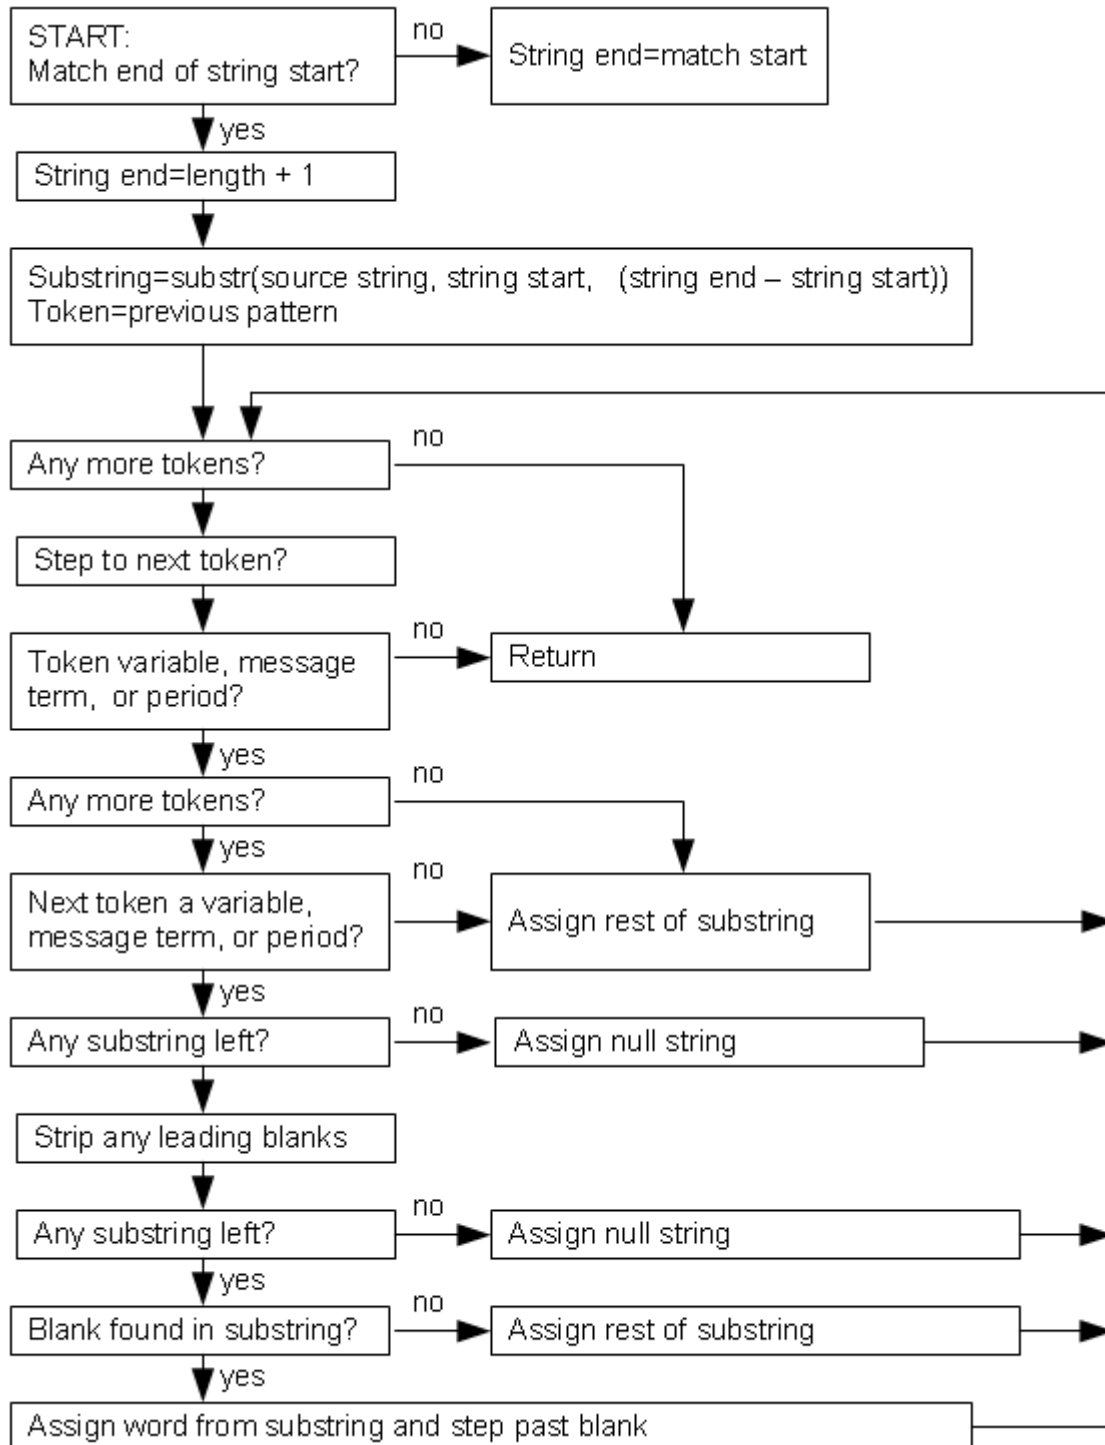 START:
Match end of string start?
no
String end=match start
yes
String end=length + 1
Substring=substr(source string, string start, (string end – string start))
Token=previous pattern
no
Any more tokens?
Step to next token?
no
Token variable, message
term, or period?
Return
yes
no
Any more tokens?
yes
no
Next token a variable,
message term, or period?
Assign rest of substring
yes
no
Any substring left?
Assign null string
Strip any leading blanks
no
Any substring left?
Assign null string
yes
no
Blank found in substring?
Assign rest of substring
yes
Assign word from substring and step past blank